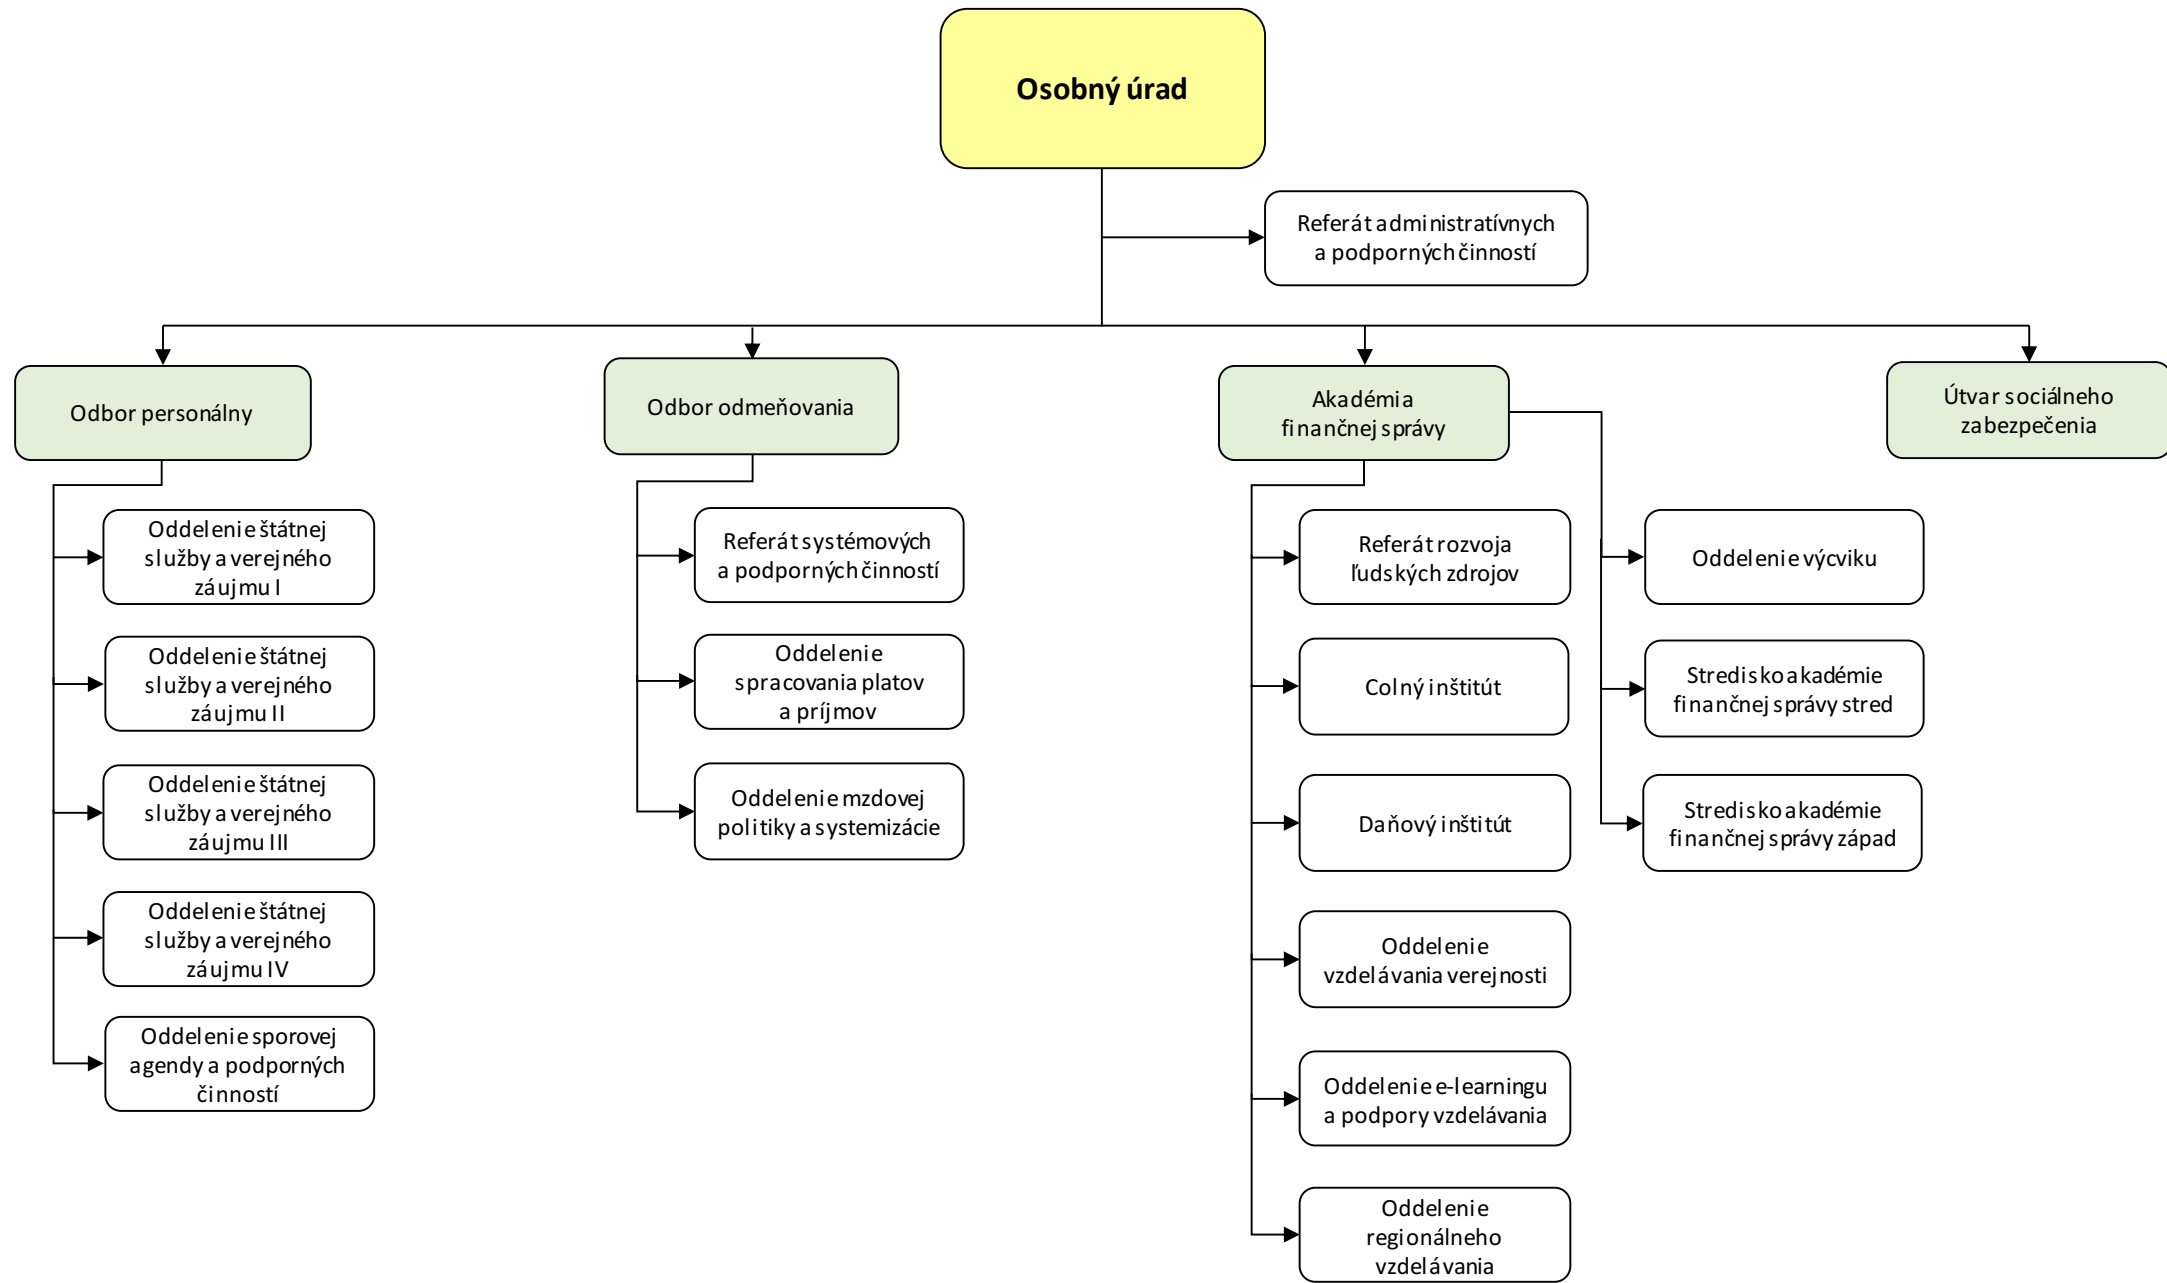 Osobný úrad
Referát administratívnych
a podporných činností
Odbor personálny
Odbor odmeňovania
Akadémia
finančnej správy
Útvar sociálneho
zabezpečenia
Oddelenie štátnej
služby a verejného
záujmu I
Oddelenie štátnej
služby a verejného
záujmu II
Oddelenie štátnej
služby a verejného
záujmu III
Oddelenie štátnej
služby a verejného
záujmu IV
Oddelenie sporovej
agendy a podporných
činností
Referát systémových
a podporných činností
Oddelenie
spracovania platov
a príjmov
Oddelenie mzdovej
politiky a systemizácie
Referát rozvoja
ľudských zdrojov
Colný inštitút
Daňový inštitút
Oddelenie
vzdelávania verejnosti
Oddelenie e-learningu
a podpory vzdelávania
Oddelenie
regionálneho
vzdelávania
Oddelenie výcviku
Stredisko akadémie
finančnej správy stred
Stredisko akadémie
finančnej správy západ